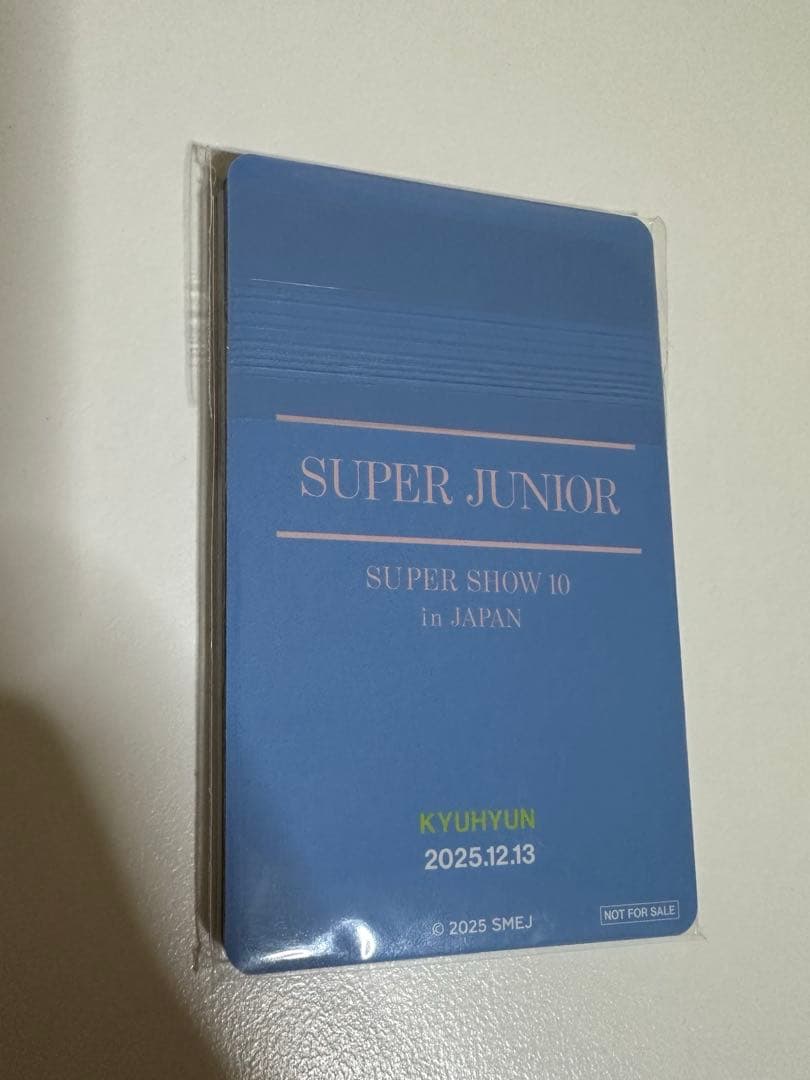 SUPER JUNIOR
SUPER SHOW 10
in JAPAN
KYUHYUN
2025.12.13
© 2025 SMEJ
NOT FOR SALE